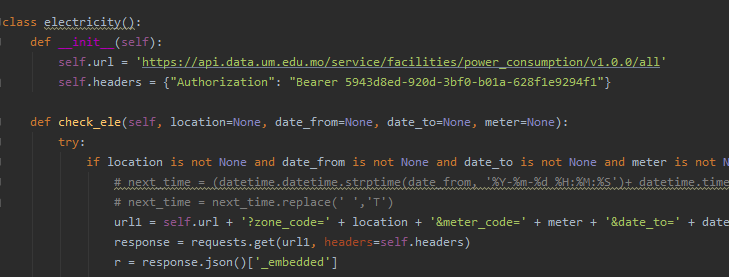 class electricity():
def __init__(self):
self.url = 'https://api.data.um.edu.mo/service/facilities/power_consumption/v1.0.0/all'
self.headers = {"Authorization": "Bearer 5943d8ed-920d-3bf0-b01a-628f1e9294f1"}
def check_ele(self, location=None, date_from=None, date_to=None, meter=None):
try:
if location is not None and date_from is not None and date_to is not None and meter is not N
# next_time = (datetime.datetime.strptime(date_from, '%Y-%m-%d %H:%M:%S')+ datetime.time
# next_time = next_time.replace(' ','T')
url1 = self.url + '?zone_code=' + location + '&meter_code=' + meter + '&date_to=' + date
response = requests.get(url1, headers=self.headers)
r = response.json()['_embedded']